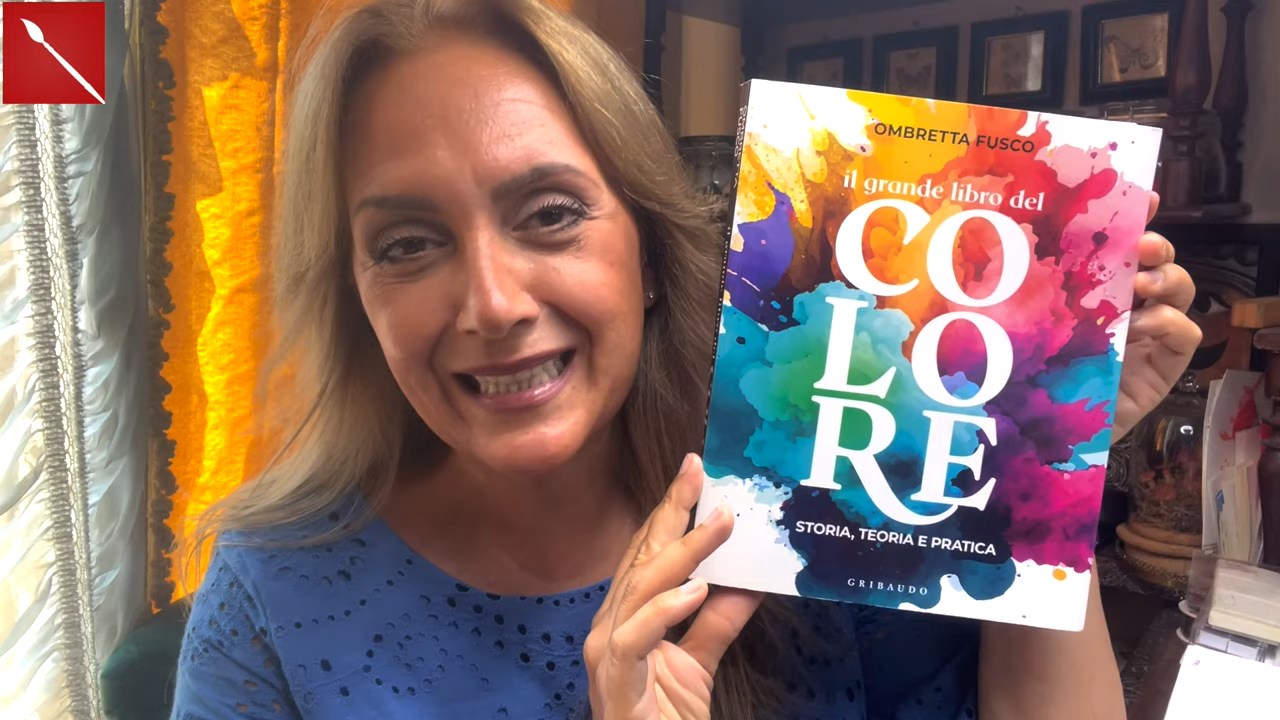 OMBRETTA FUSCO
il grande libro del
CO
LO
RE
STORIA, TEORIA E PRATICA
GRIBAUDO